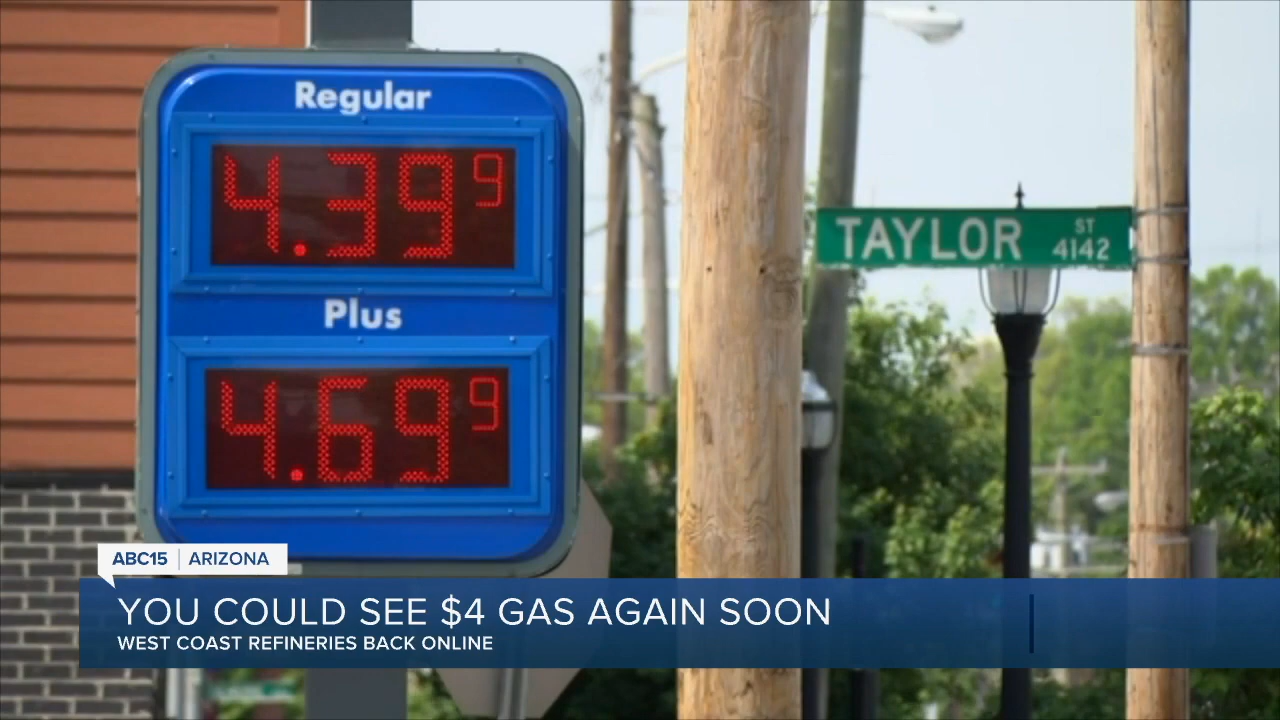 Regular
4.39 9
Plus
4.69 9
TAYLOR ST 4142
ABC15 | ARIZONA
YOU COULD SEE $4 GAS AGAIN SOON
WEST COAST REFINERIES BACK ONLINE